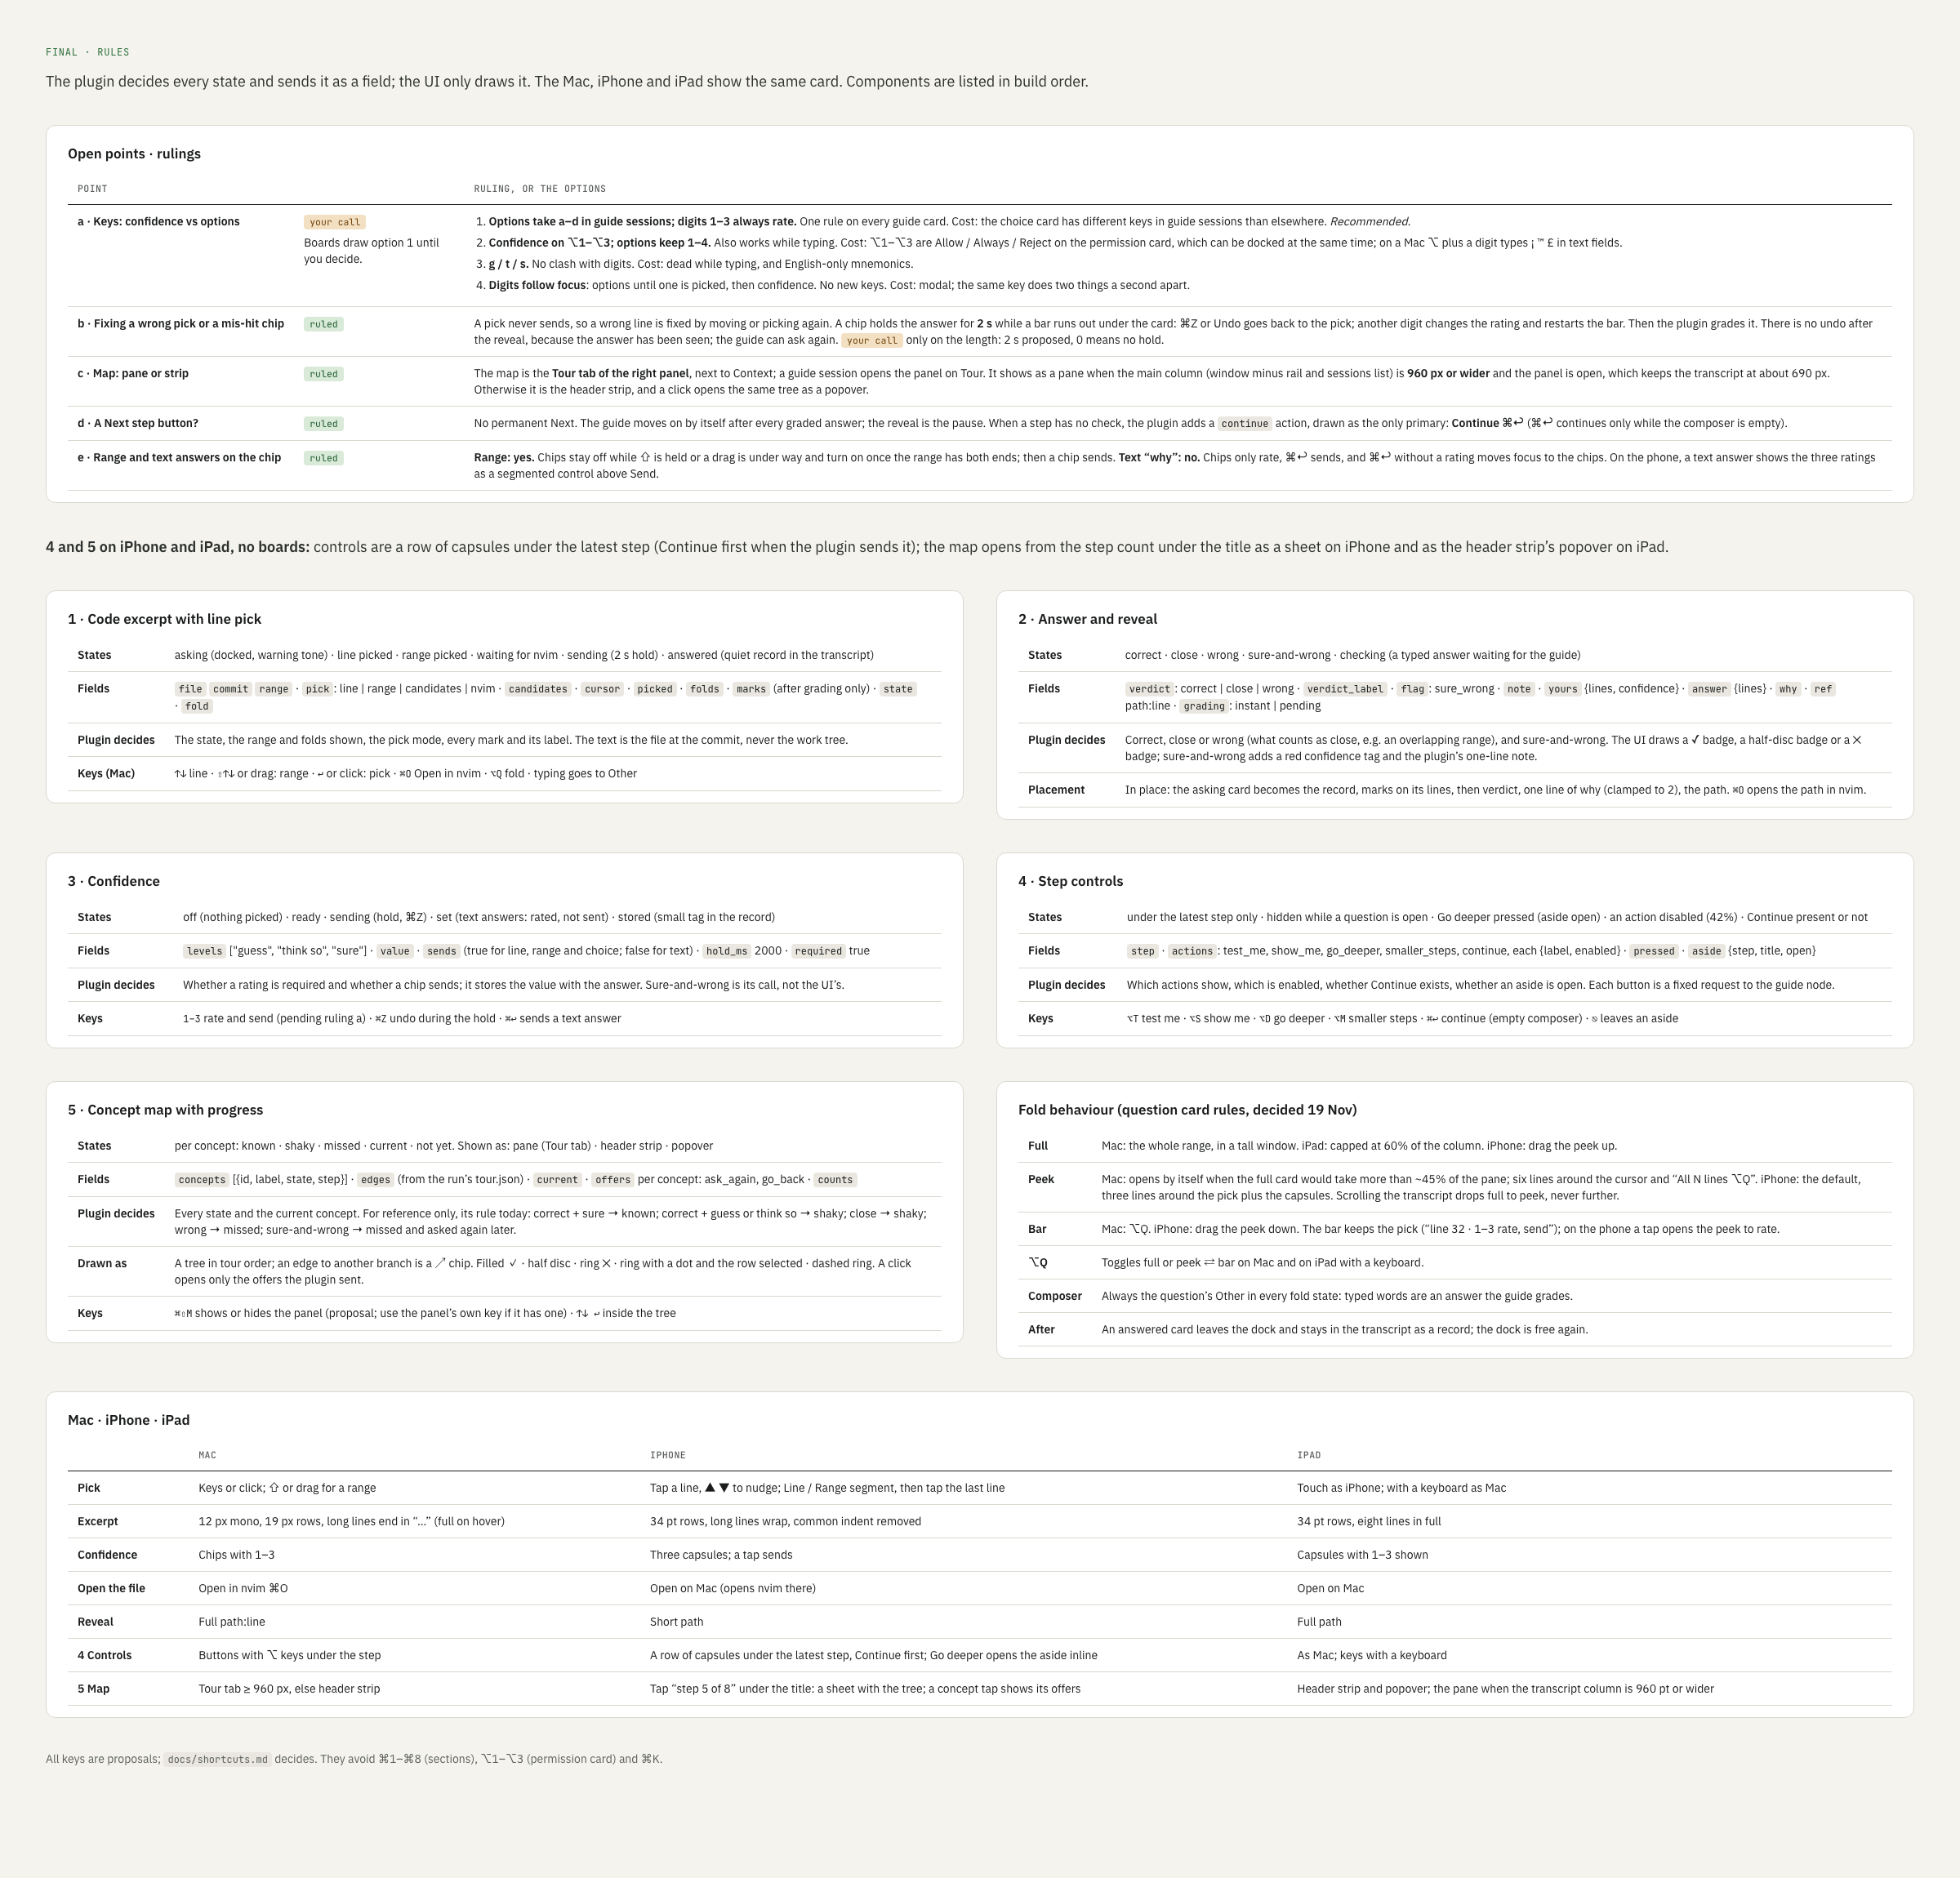 FINAL · RULES
The plugin decides every state and sends it as a field; the UI only draws it. The Mac, iPhone and iPad show the same card. Components are listed in build order.
Open points · rulings
POINT
RULING, OR THE OPTIONS
a · Keys: confidence vs options
your call
Boards draw option 1 until
you decide.
1. Options take a–d in guide sessions; digits 1–3 always rate. One rule on every guide card. Cost: the choice card has different keys in guide sessions than elsewhere. Recommended.
2. Confidence on ⌥1–⌥3; options keep 1–4. Also works while typing. Cost: ⌥1–⌥3 are Allow / Always / Reject on the permission card, which can be docked at the same time; on a Mac ⌥ plus a digit types ¡ ™ £ in text fields.
3. g / t / s. No clash with digits. Cost: dead while typing, and English-only mnemonics.
4. Digits follow focus: options until one is picked, then confidence. No new keys. Cost: modal; the same key does two things a second apart.
b · Fixing a wrong pick or a mis-hit chip
ruled
A pick never sends, so a wrong line is fixed by moving or picking again. A chip holds the answer for 2 s while a bar runs out under the card: ⌘Z or Undo goes back to the pick; another digit changes the rating and restarts the bar. Then the plugin grades it. There is no undo after
the reveal, because the answer has been seen; the guide can ask again. your call only on the length: 2 s proposed, 0 means no hold.
c · Map: pane or strip
ruled
The map is the Tour tab of the right panel, next to Context; a guide session opens the panel on Tour. It shows as a pane when the main column (window minus rail and sessions list) is 960 px or wider and the panel is open, which keeps the transcript at about 690 px.
Otherwise it is the header strip, and a click opens the same tree as a popover.
d · A Next step button?
ruled
No permanent Next. The guide moves on by itself after every graded answer; the reveal is the pause. When a step has no check, the plugin adds a continue action, drawn as the only primary: Continue ⌘↩ (⌘↩ continues only while the composer is empty).
e · Range and text answers on the chip
ruled
Range: yes. Chips stay off while ⇧ is held or a drag is under way and turn on once the range has both ends; then a chip sends. Text “why”: no. Chips only rate, ⌘↩ sends, and ⌘↩ without a rating moves focus to the chips. On the phone, a text answer shows the three ratings
as a segmented control above Send.
4 and 5 on iPhone and iPad, no boards: controls are a row of capsules under the latest step (Continue first when the plugin sends it); the map opens from the step count under the title as a sheet on iPhone and as the header strip’s popover on iPad.
1 · Code excerpt with line pick
States
asking (docked, warning tone) · line picked · range picked · waiting for nvim · sending (2 s hold) · answered (quiet record in the transcript)
Fields
file commit range · pick: line | range | candidates | nvim · candidates · cursor · picked · folds · marks (after grading only) · state
· fold
Plugin decides
The state, the range and folds shown, the pick mode, every mark and its label. The text is the file at the commit, never the work tree.
Keys (Mac)
↑↓ line · ⇧↑↓ or drag: range · ↩ or click: pick · ⌘O Open in nvim · ⌥Q fold · typing goes to Other
2 · Answer and reveal
States
correct · close · wrong · sure-and-wrong · checking (a typed answer waiting for the guide)
Fields
verdict: correct | close | wrong · verdict_label · flag: sure_wrong · note · yours {lines, confidence} · answer {lines} · why · ref
path:line · grading: instant | pending
Plugin decides
Correct, close or wrong (what counts as close, e.g. an overlapping range), and sure-and-wrong. The UI draws a ✓ badge, a half-disc badge or a ✕
badge; sure-and-wrong adds a red confidence tag and the plugin’s one-line note.
Placement
In place: the asking card becomes the record, marks on its lines, then verdict, one line of why (clamped to 2), the path. ⌘O opens the path in nvim.
3 · Confidence
States
off (nothing picked) · ready · sending (hold, ⌘Z) · set (text answers: rated, not sent) · stored (small tag in the record)
Fields
levels ["guess", "think so", "sure"] · value · sends (true for line, range and choice; false for text) · hold_ms 2000 · required true
Plugin decides
Whether a rating is required and whether a chip sends; it stores the value with the answer. Sure-and-wrong is its call, not the UI’s.
Keys
1–3 rate and send (pending ruling a) · ⌘Z undo during the hold · ⌘↩ sends a text answer
4 · Step controls
States
under the latest step only · hidden while a question is open · Go deeper pressed (aside open) · an action disabled (42%) · Continue present or not
Fields
step · actions: test_me, show_me, go_deeper, smaller_steps, continue, each {label, enabled} · pressed · aside {step, title, open}
Plugin decides
Which actions show, which is enabled, whether Continue exists, whether an aside is open. Each button is a fixed request to the guide node.
Keys
⌥T test me · ⌥S show me · ⌥D go deeper · ⌥M smaller steps · ⌘↩ continue (empty composer) · ⎋ leaves an aside
5 · Concept map with progress
States
per concept: known · shaky · missed · current · not yet. Shown as: pane (Tour tab) · header strip · popover
Fields
concepts [{id, label, state, step}] · edges (from the run’s tour.json) · current · offers per concept: ask_again, go_back · counts
Plugin decides
Every state and the current concept. For reference only, its rule today: correct + sure → known; correct + guess or think so → shaky; close → shaky;
wrong → missed; sure-and-wrong → missed and asked again later.
Drawn as
A tree in tour order; an edge to another branch is a ↗ chip. Filled ✓ · half disc · ring ✕ · ring with a dot and the row selected · dashed ring. A click
opens only the offers the plugin sent.
Keys
⌘⇧M shows or hides the panel (proposal; use the panel’s own key if it has one) · ↑↓ ↩ inside the tree
Fold behaviour (question card rules, decided 19 Nov)
Full
Mac: the whole range, in a tall window. iPad: capped at 60% of the column. iPhone: drag the peek up.
Peek
Mac: opens by itself when the full card would take more than ~45% of the pane; six lines around the cursor and “All N lines ⌥Q”. iPhone: the default,
three lines around the pick plus the capsules. Scrolling the transcript drops full to peek, never further.
Bar
Mac: ⌥Q. iPhone: drag the peek down. The bar keeps the pick (“line 32 · 1–3 rate, send”); on the phone a tap opens the peek to rate.
⌥Q
Toggles full or peek ⇄ bar on Mac and on iPad with a keyboard.
Composer
Always the question’s Other in every fold state: typed words are an answer the guide grades.
After
An answered card leaves the dock and stays in the transcript as a record; the dock is free again.
Mac · iPhone · iPad
MAC
IPHONE
IPAD
Pick
Keys or click; ⇧ or drag for a range
Tap a line, ▲ ▼ to nudge; Line / Range segment, then tap the last line
Touch as iPhone; with a keyboard as Mac
Excerpt
12 px mono, 19 px rows, long lines end in “…” (full on hover)
34 pt rows, long lines wrap, common indent removed
34 pt rows, eight lines in full
Confidence
Chips with 1–3
Three capsules; a tap sends
Capsules with 1–3 shown
Open the file
Open in nvim ⌘O
Open on Mac (opens nvim there)
Open on Mac
Reveal
Full path:line
Short path
Full path
4 Controls
Buttons with ⌥ keys under the step
A row of capsules under the latest step, Continue first; Go deeper opens the aside inline
As Mac; keys with a keyboard
5 Map
Tour tab ≥ 960 px, else header strip
Tap “step 5 of 8” under the title: a sheet with the tree; a concept tap shows its offers
Header strip and popover; the pane when the transcript column is 960 pt or wider
All keys are proposals; docs/shortcuts.md decides. They avoid ⌘1–⌘8 (sections), ⌥1–⌥3 (permission card) and ⌘K.